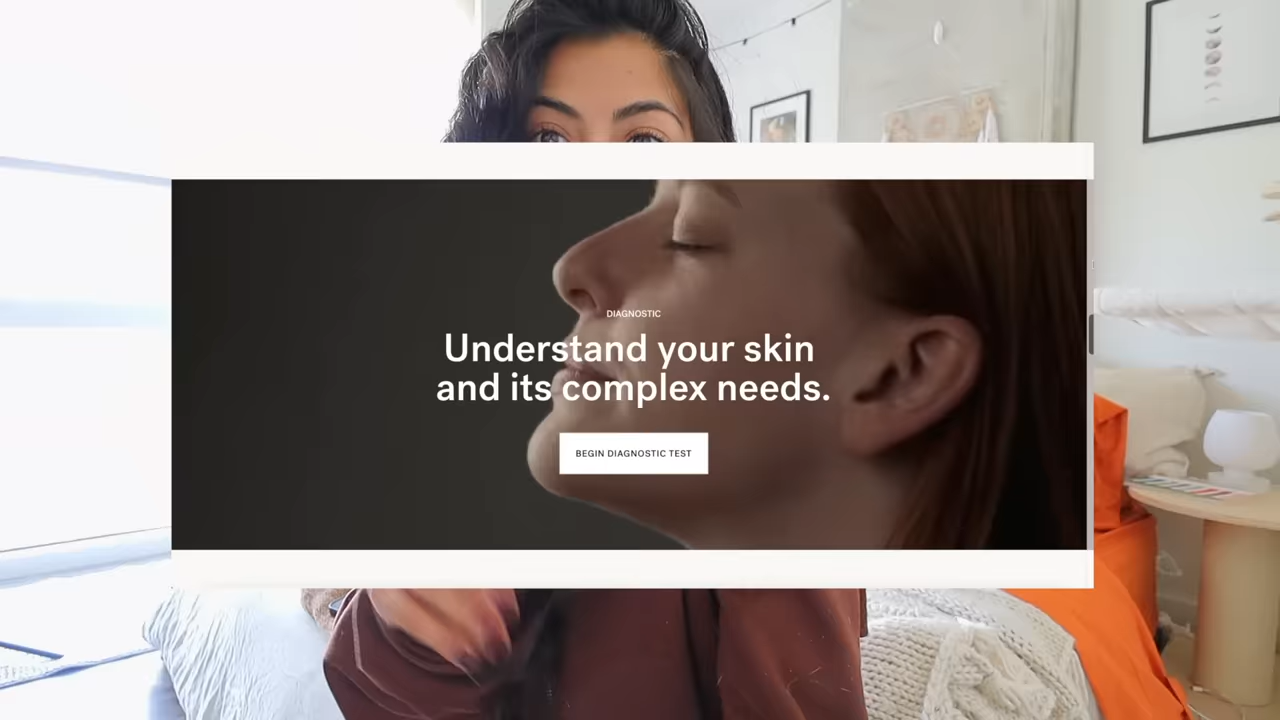 DIAGNOSTIC
Understand your skin
and its complex needs.
BEGIN DIAGNOSTIC TEST